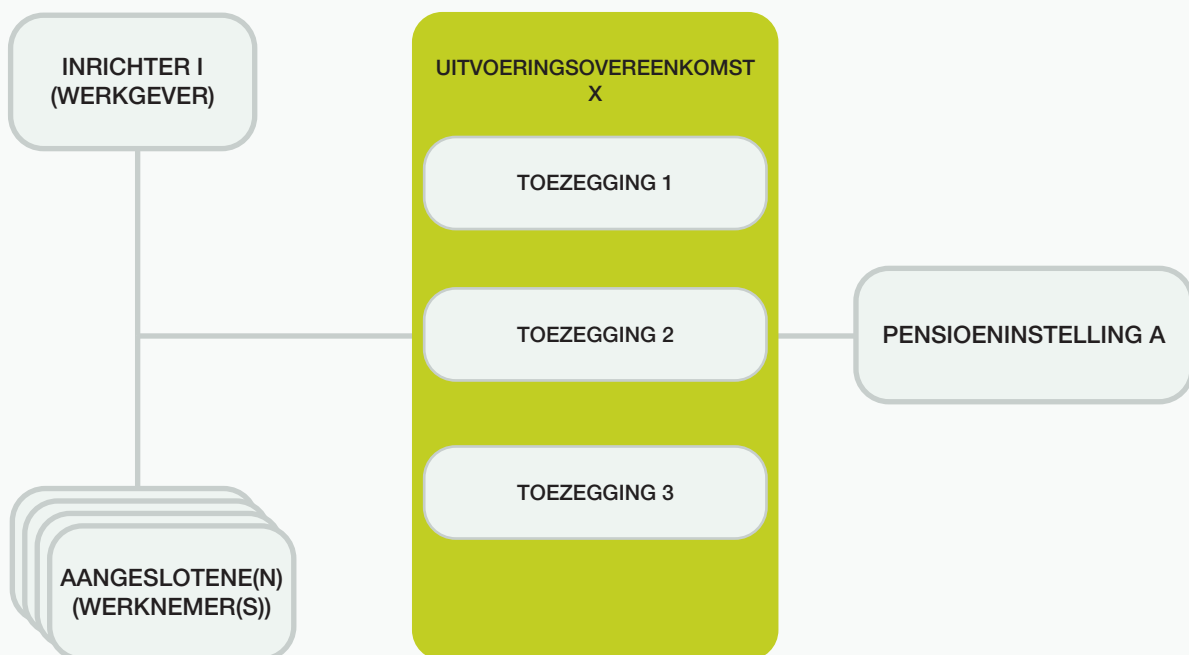 INRICHTER I
(WERKGEVER)
UITVOERINGSOVEREENKOMST
X
TOEZEGGING 1
TOEZEGGING 2
TOEZEGGING 3
PENSIOENINSTELLING A
AANGESLOTENE(N)
(WERKNEMER(S))